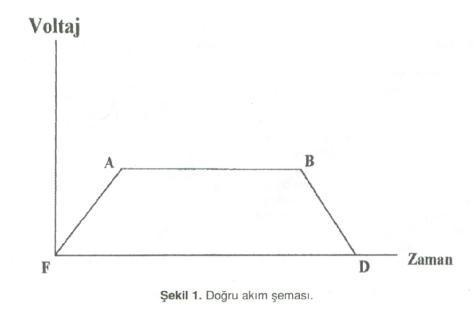 Voltaj
A
B
F
D
Zaman
Şekil 1. Doğru akım şeması.